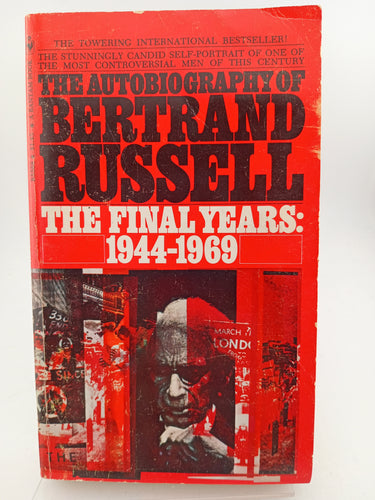 THE TOWERING INTERNATIONAL BESTSELLER!
THE STUNNINGLY CANDID SELF-PORTRAIT OF ONE OF
THE MOST CONTROVERSIAL MEN OF THIS CENTURY
THE AUTOBIOGRAPHY OF
BERTRAND
RUSSELL
THE FINAL YEARS:
1944-1969
MARCH
LONDO
THE